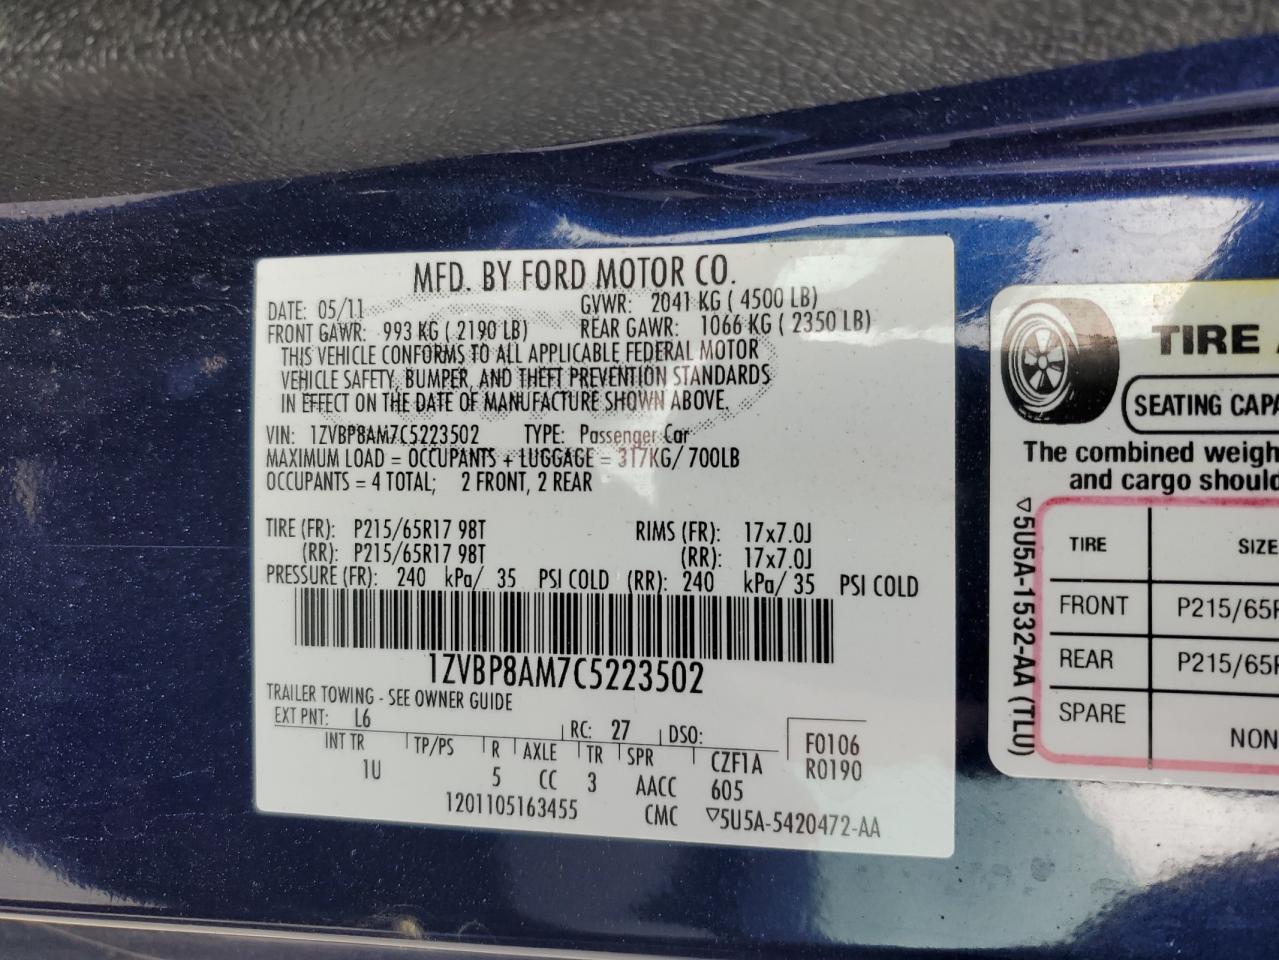 MFD. BY FORD MOTOR CO.
DATE: 05/11 GVWR: 2041 KG ( 4500 LB)
FRONT GAWR: 993 KG ( 2190 LB) REAR GAWR: 1066 KG ( 2350 LB)
THIS VEHICLE CONFORMS TO ALL APPLICABLE FEDERAL MOTOR
VEHICLE SAFETY, BUMPER, AND THEFT PREVENTION STANDARDS
IN EFFECT ON THE DATE OF MANUFACTURE SHOWN ABOVE.
VIN: 1ZVBP8AM7C5223502 TYPE: Passenger Car
MAXIMUM LOAD = OCCUPANTS + LUGGAGE = 317KG/ 700LB
OCCUPANTS = 4 TOTAL; 2 FRONT, 2 REAR
TIRE (FR): P215/65R17 98T RIMS (FR): 17x7.0J
(RR): P215/65R17 98T (RR): 17x7.0J
PRESSURE (FR): 240 kPa/ 35 PSI COLD (RR): 240 kPa/ 35 PSI COLD
1ZVBP8AM7C5223502
TRAILER TOWING - SEE OWNER GUIDE
EXT PNT: L6 RC: 27 DSO:
INT TR TP/PS R AXLE TR SPR CZF1A
1U 5 CC 3 AACC 605
F0106
R0190
1201105163455 CMC ▽5U5A-5420472-AA
TIRE
SEATING CAPA
The combined weigh
and cargo should
▽5U5A-1532-AA (TLU)
TIRE SIZE
FRONT P215/65R
REAR P215/65R
SPARE NON